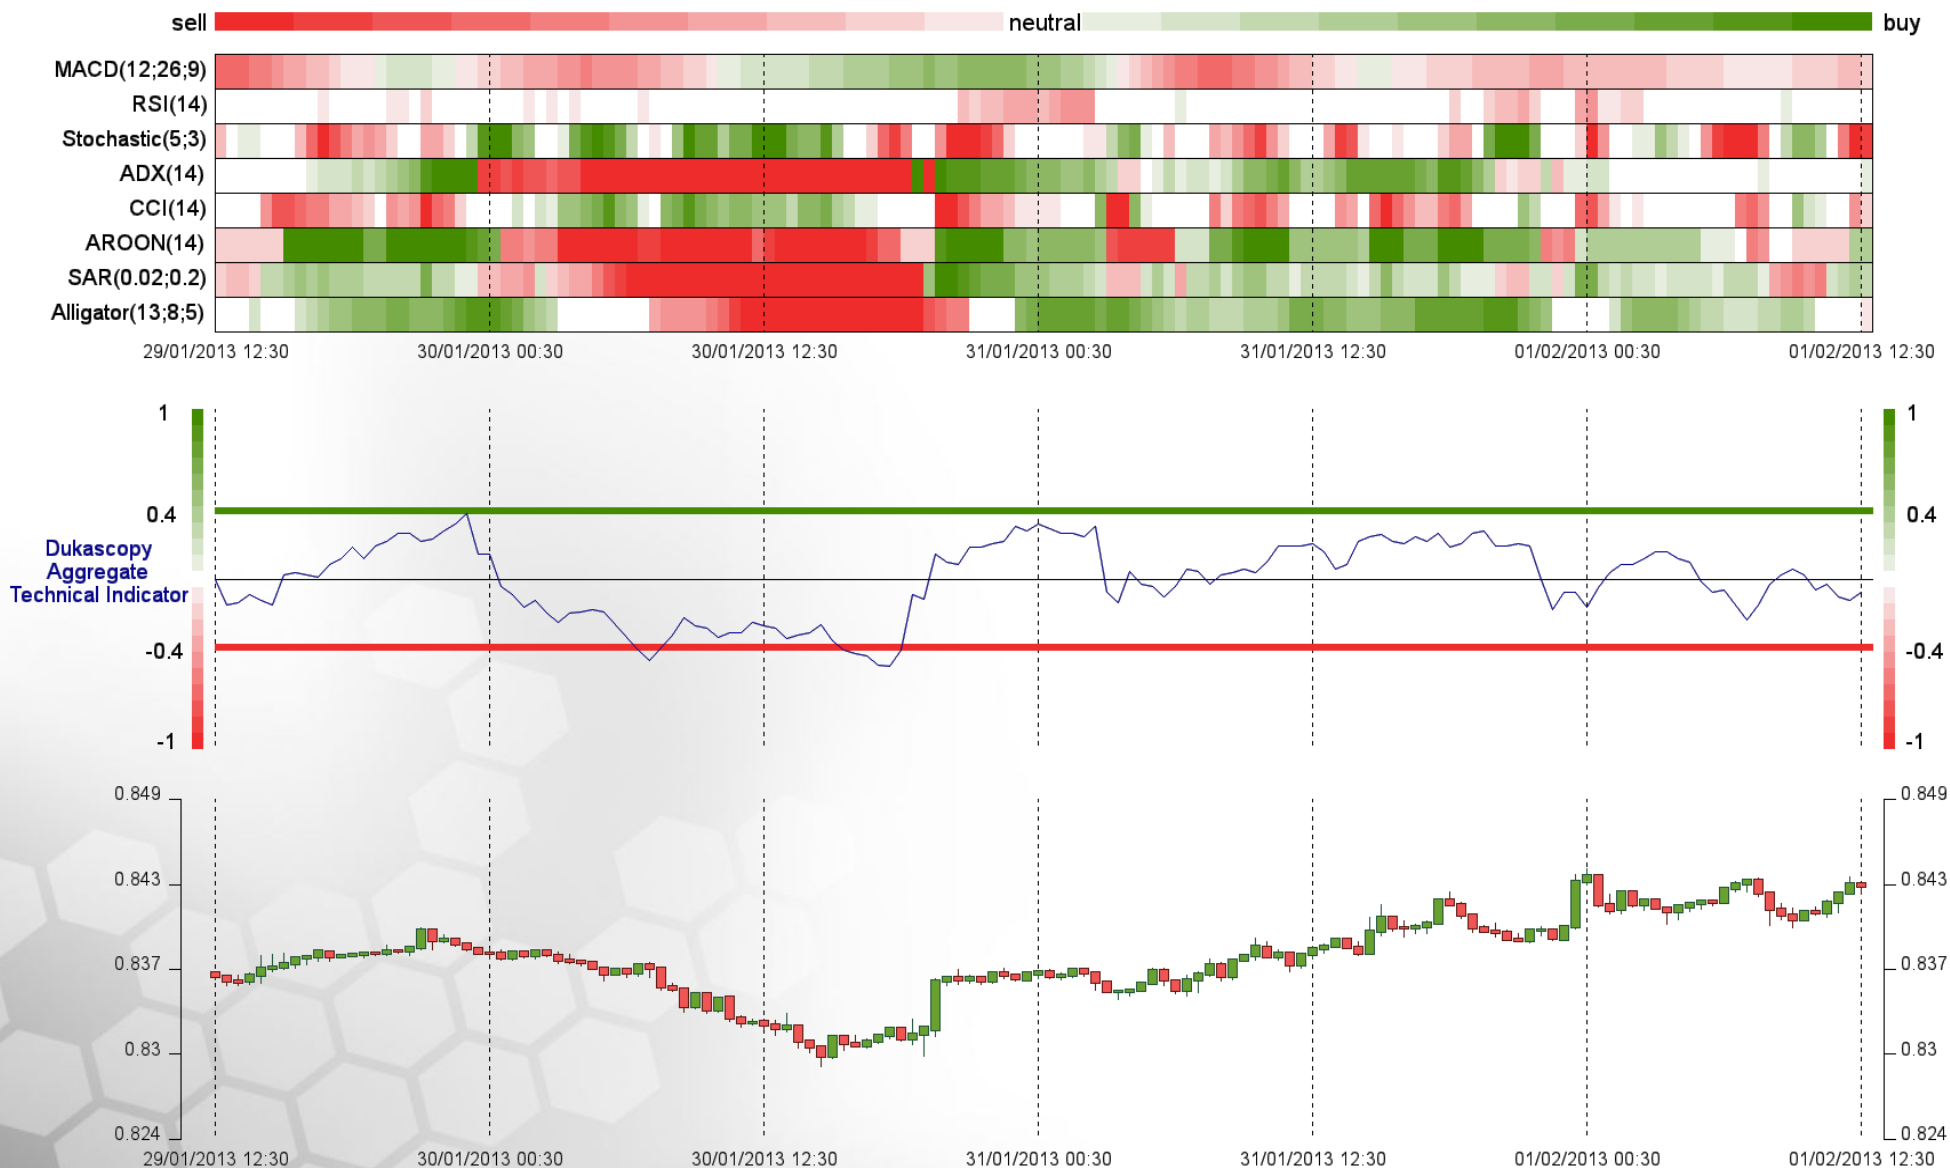 sell neutral buy
MACD(12;26;9)
RSI(14)
Stochastic(5;3)
ADX(14)
CCI(14)
AROON(14)
SAR(0.02;0.2)
Alligator(13;8;5)
29/01/2013 12:30 30/01/2013 00:30 30/01/2013 12:30 31/01/2013 00:30 31/01/2013 12:30 01/02/2013 00:30 01/02/2013 12:30
1 1
0.4 0.4
Dukascopy
Aggregate
Technical Indicator
-0.4 -0.4
-1 -1
0.849 0.849
0.843 0.843
0.837 0.837
0.83 0.83
0.824 0.824
29/01/2013 12:30 30/01/2013 00:30 30/01/2013 12:30 31/01/2013 00:30 31/01/2013 12:30 01/02/2013 00:30 01/02/2013 12:30